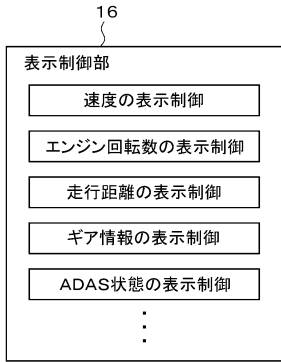 16
表示制御部
速度の表示制御
エンジン回転数の表示制御
走行距離の表示制御
ギア情報の表示制御
ADAS状態の表示制御